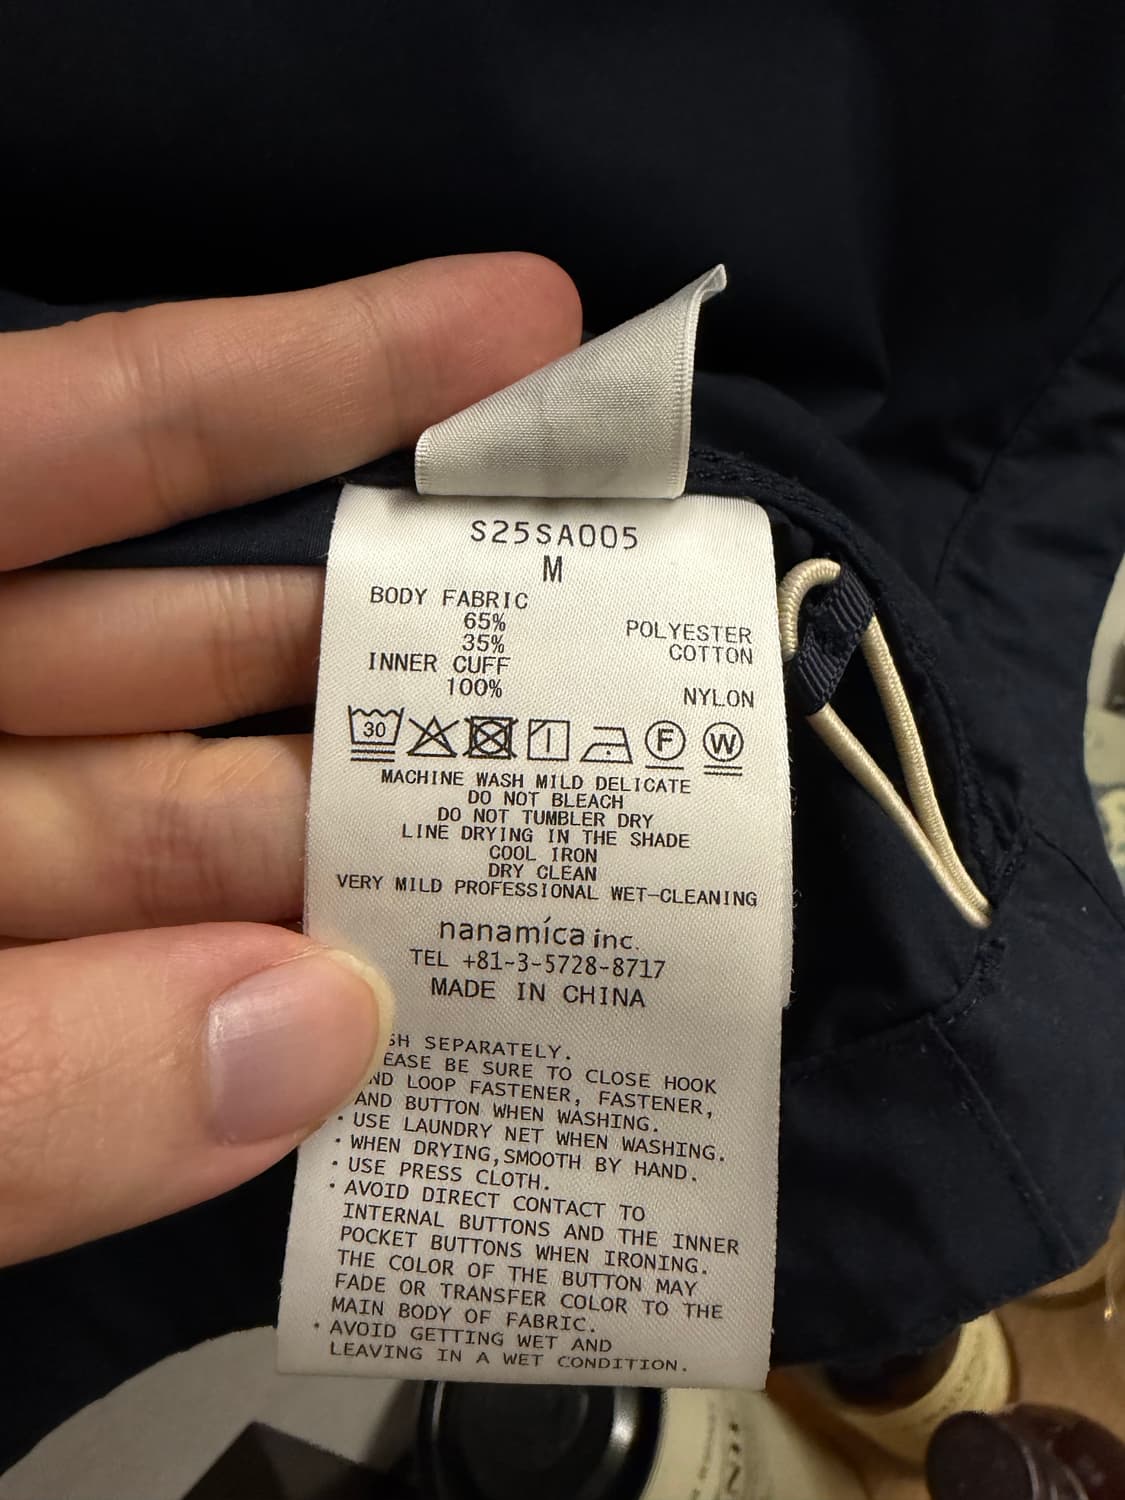 S25SA005
M
BODY FABRIC
65% POLYESTER
35% COTTON
INNER CUFF
100% NYLON
30 F W
MACHINE WASH MILD DELICATE
DO NOT BLEACH
DO NOT TUMBLER DRY
LINE DRYING IN THE SHADE
COOL IRON
DRY CLEAN
VERY MILD PROFESSIONAL WET-CLEANING
nanamíca inc.
TEL +81-3-5728-8717
MADE IN CHINA
SH SEPARATELY.
EASE BE SURE TO CLOSE HOOK
ND LOOP FASTENER, FASTENER,
AND BUTTON WHEN WASHING.
・USE LAUNDRY NET WHEN WASHING.
・WHEN DRYING,SMOOTH BY HAND.
・USE PRESS CLOTH.
・AVOID DIRECT CONTACT TO
INTERNAL BUTTONS AND THE INNER
POCKET BUTTONS WHEN IRONING.
THE COLOR OF THE BUTTON MAY
FADE OR TRANSFER COLOR TO THE
MAIN BODY OF FABRIC.
・AVOID GETTING WET AND
LEAVING IN A WET CONDITION.